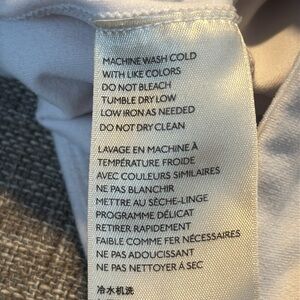 MACHINE WASH COLD
WITH LIKE COLORS
DO NOT BLEACH
TUMBLE DRY LOW
LOW IRON AS NEEDED
DO NOT DRY CLEAN
LAVAGE EN MACHINE À
TEMPÉRATURE FROIDE
AVEC COULEURS SIMILAIRES
NE PAS BLANCHIR
METTRE AU SÈCHE-LINGE
PROGRAMME DÉLICAT
RETIRER RAPIDEMENT
FAIBLE COMME FER NÉCESSAIRES
NE PAS ADOUCISSANT
NE PAS NETTOYER À SEC
冷水机洗